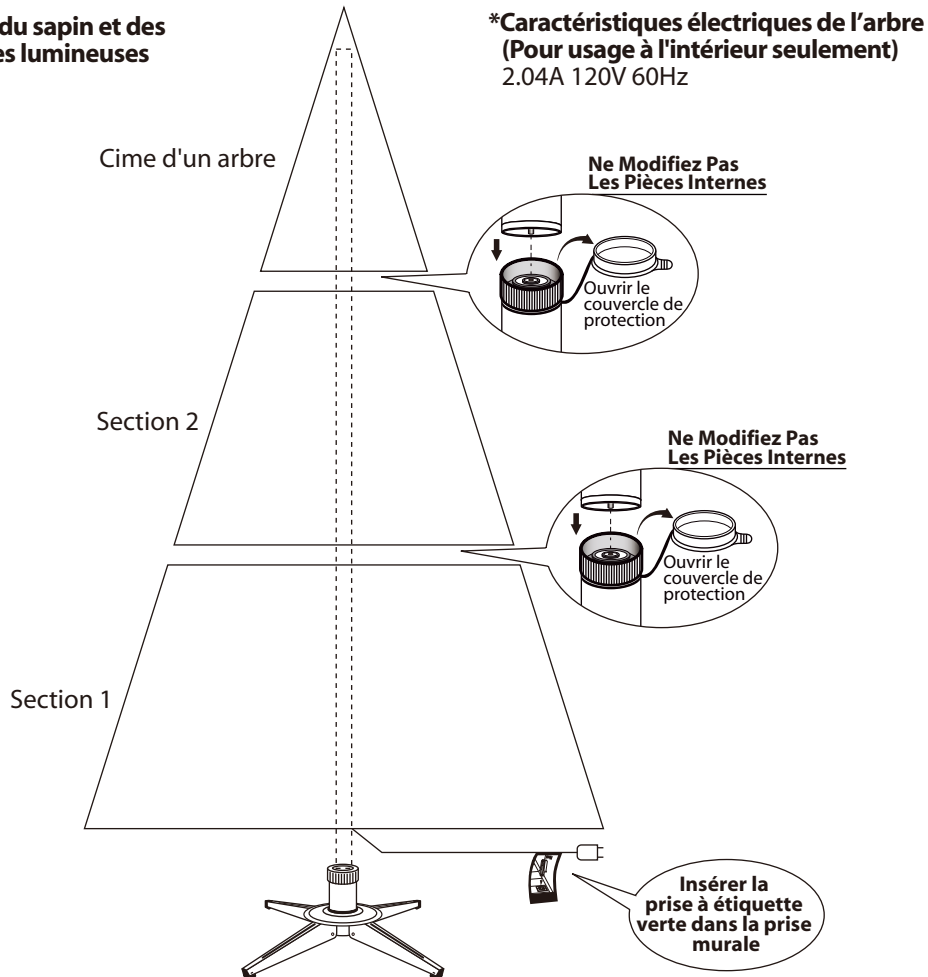 du sapin et des
es lumineuses
*Caractéristiques électriques de l’arbre
(Pour usage à l'intérieur seulement)
2.04A 120V 60Hz
Cime d'un arbre
Ne Modifiez Pas
Les Pièces Internes
Ouvrir le
couvercle de
protection
Section 2
Ne Modifiez Pas
Les Pièces Internes
Ouvrir le
couvercle de
protection
Section 1
Insérer la
prise à étiquette
verte dans la prise
murale